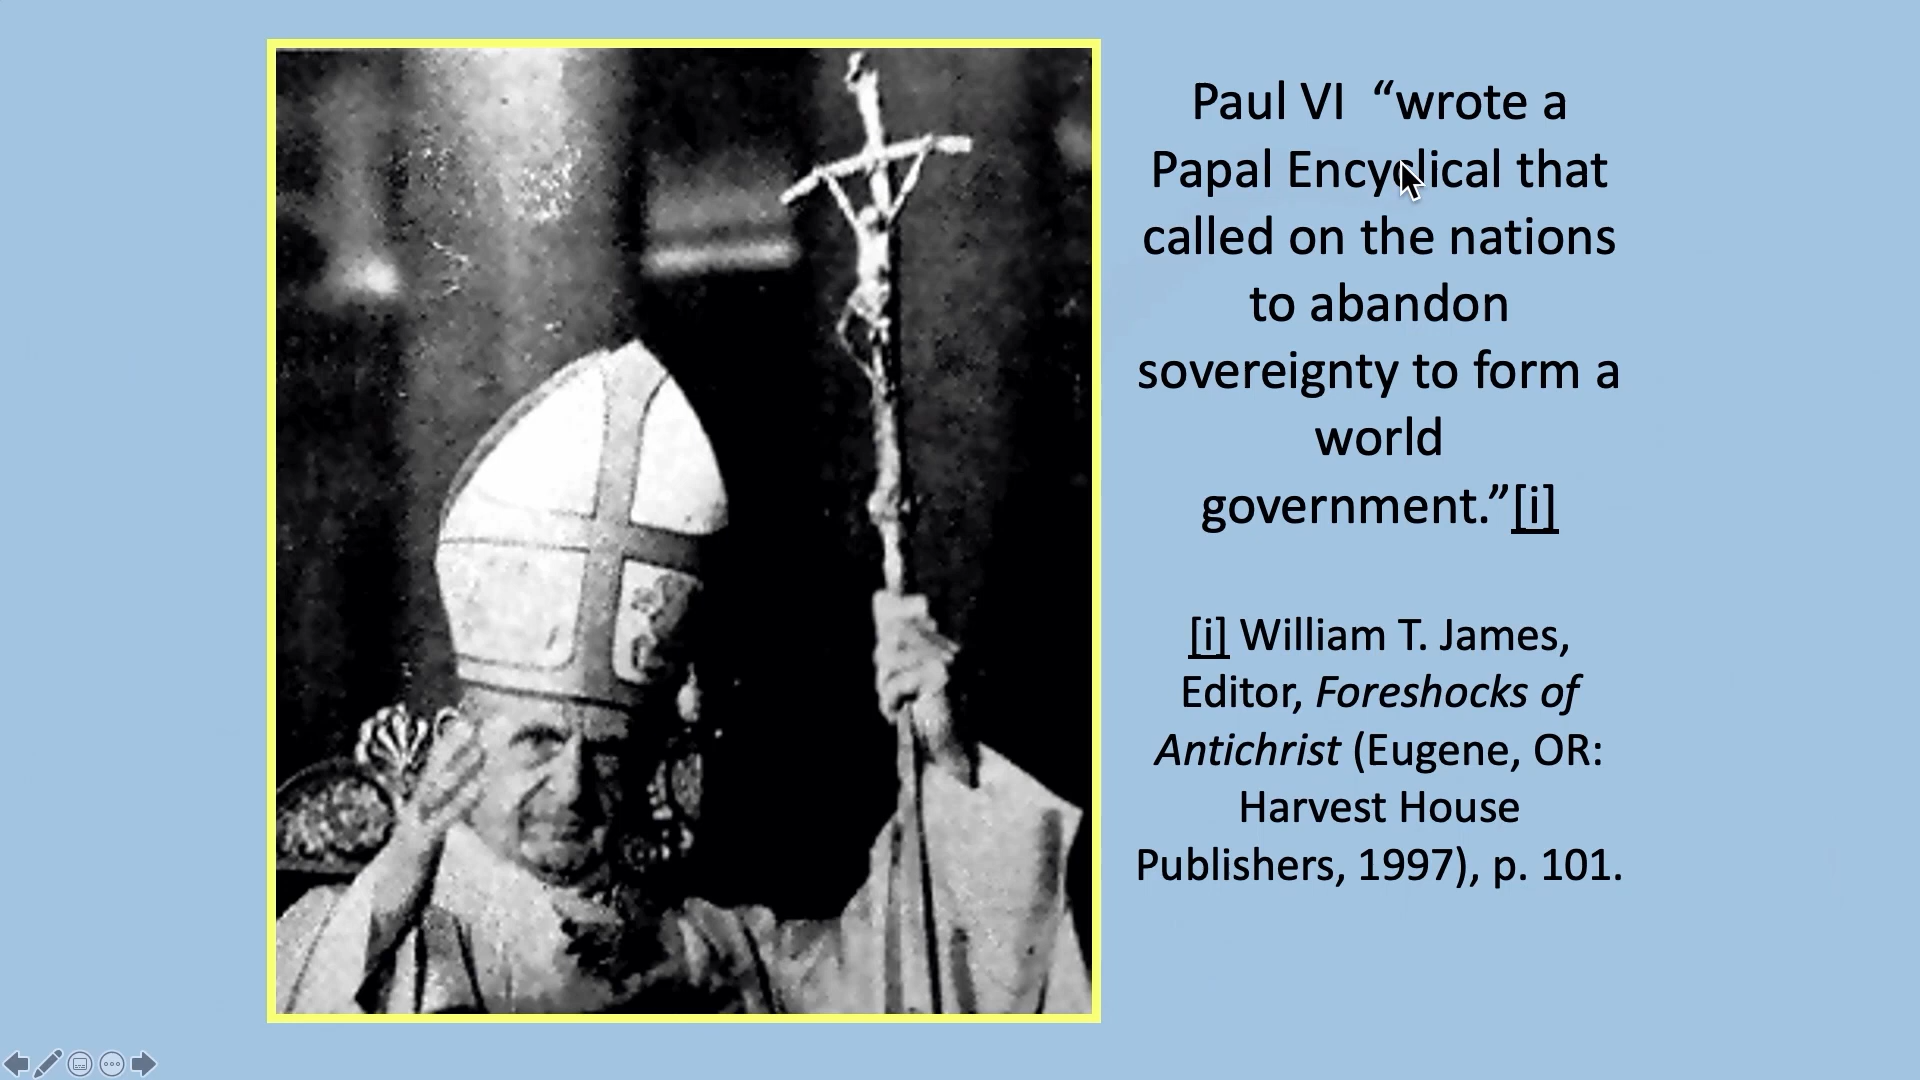 Paul VI  “wrote a
Papal Encyclical that
called on the nations
to abandon
sovereignty to form a
world
government.”[i]
[i] William T. James,
Editor, Foreshocks of
Antichrist (Eugene, OR:
Harvest House
Publishers, 1997), p. 101.